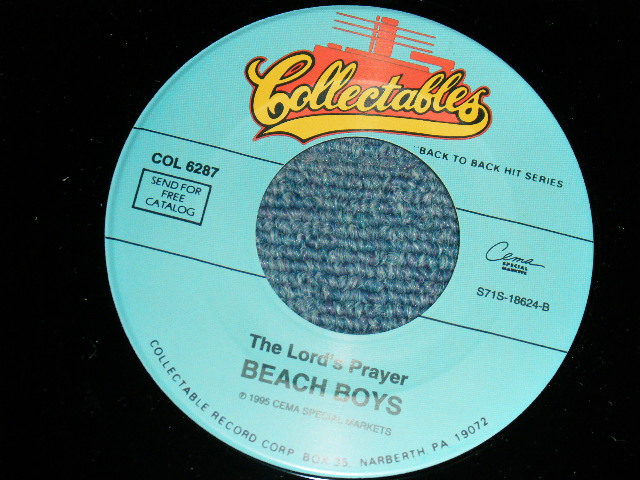 Collectables
"BACK TO BACK HIT SERIES
COL 6287
SEND FOR
FREE
CATALOG
Cema
SPECIAL
MARKETS
S71S-18624-B
The Lord's Prayer
BEACH BOYS
℗ 1995 CEMA SPECIAL MARKETS
COLLECTABLE RECORD CORP. BOX 35, NARBERTH, PA 19072